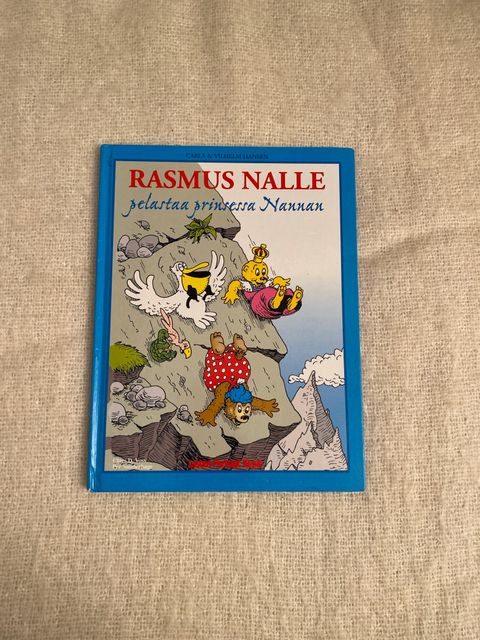 CARLA & VILHELM HANSEN
RASMUS NALLE
pelastaa prinsessa Nannan